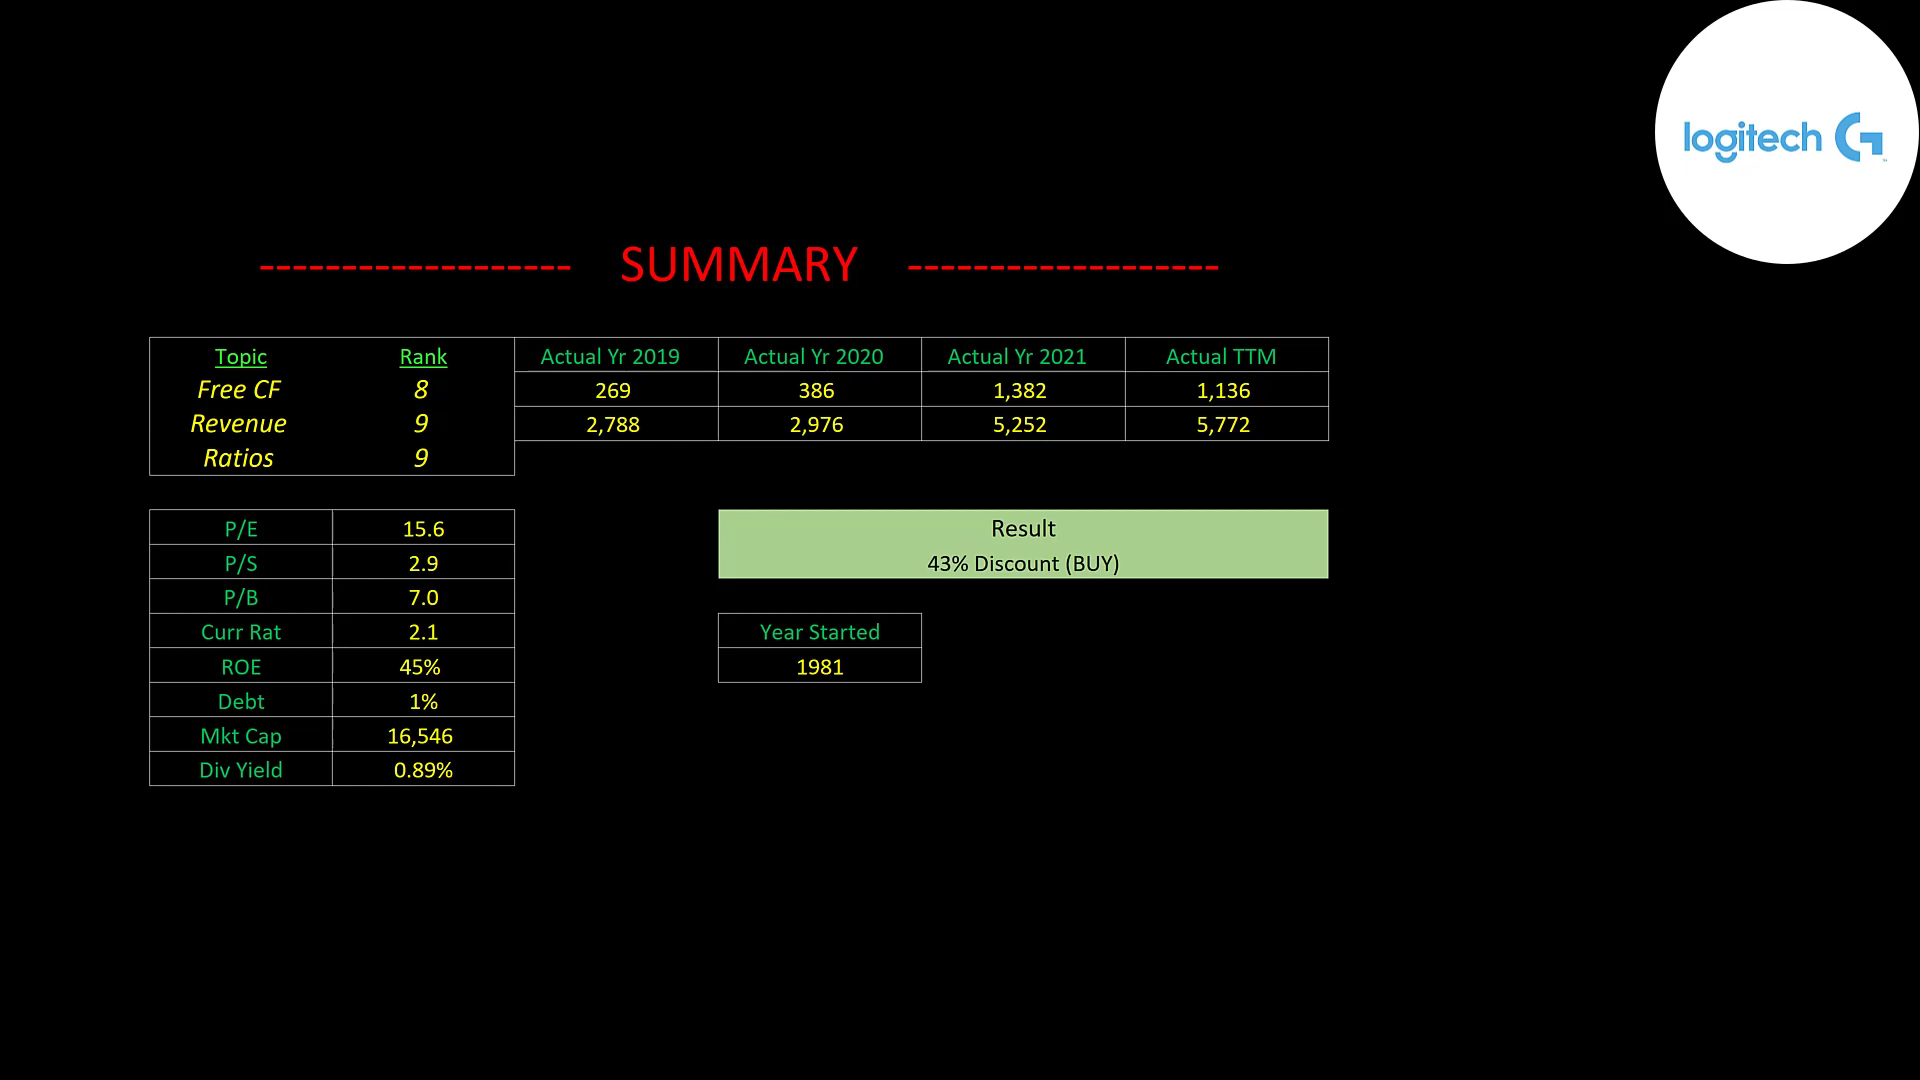 logitech G
------------------- SUMMARY -------------------
Topic Rank Actual Yr 2019 Actual Yr 2020 Actual Yr 2021 Actual TTM
Free CF 8 269 386 1,382 1,136
Revenue 9 2,788 2,976 5,252 5,772
Ratios 9
P/E 15.6
P/S 2.9
P/B 7.0
Curr Rat 2.1
ROE 45%
Debt 1%
Mkt Cap 16,546
Div Yield 0.89%
Result
43% Discount (BUY)
Year Started
1981